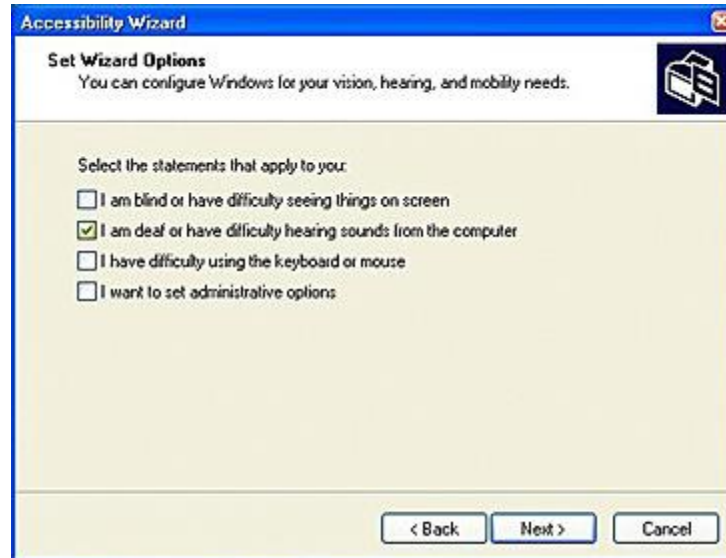 Accessibility Wizard
Set Wizard Options
You can configure Windows for your vision, hearing, and mobility needs.
Select the statements that apply to you:
I am blind or have difficulty seeing things on screen
I am deaf or have difficulty hearing sounds from the computer
I have difficulty using the keyboard or mouse
I want to set administrative options
< Back Next > Cancel